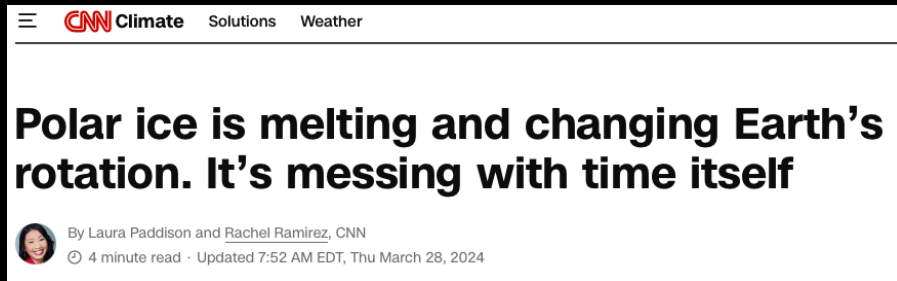 CNN Climate Solutions Weather
Polar ice is melting and changing Earth’s
rotation. It’s messing with time itself
By Laura Paddison and Rachel Ramirez, CNN
4 minute read · Updated 7:52 AM EDT, Thu March 28, 2024